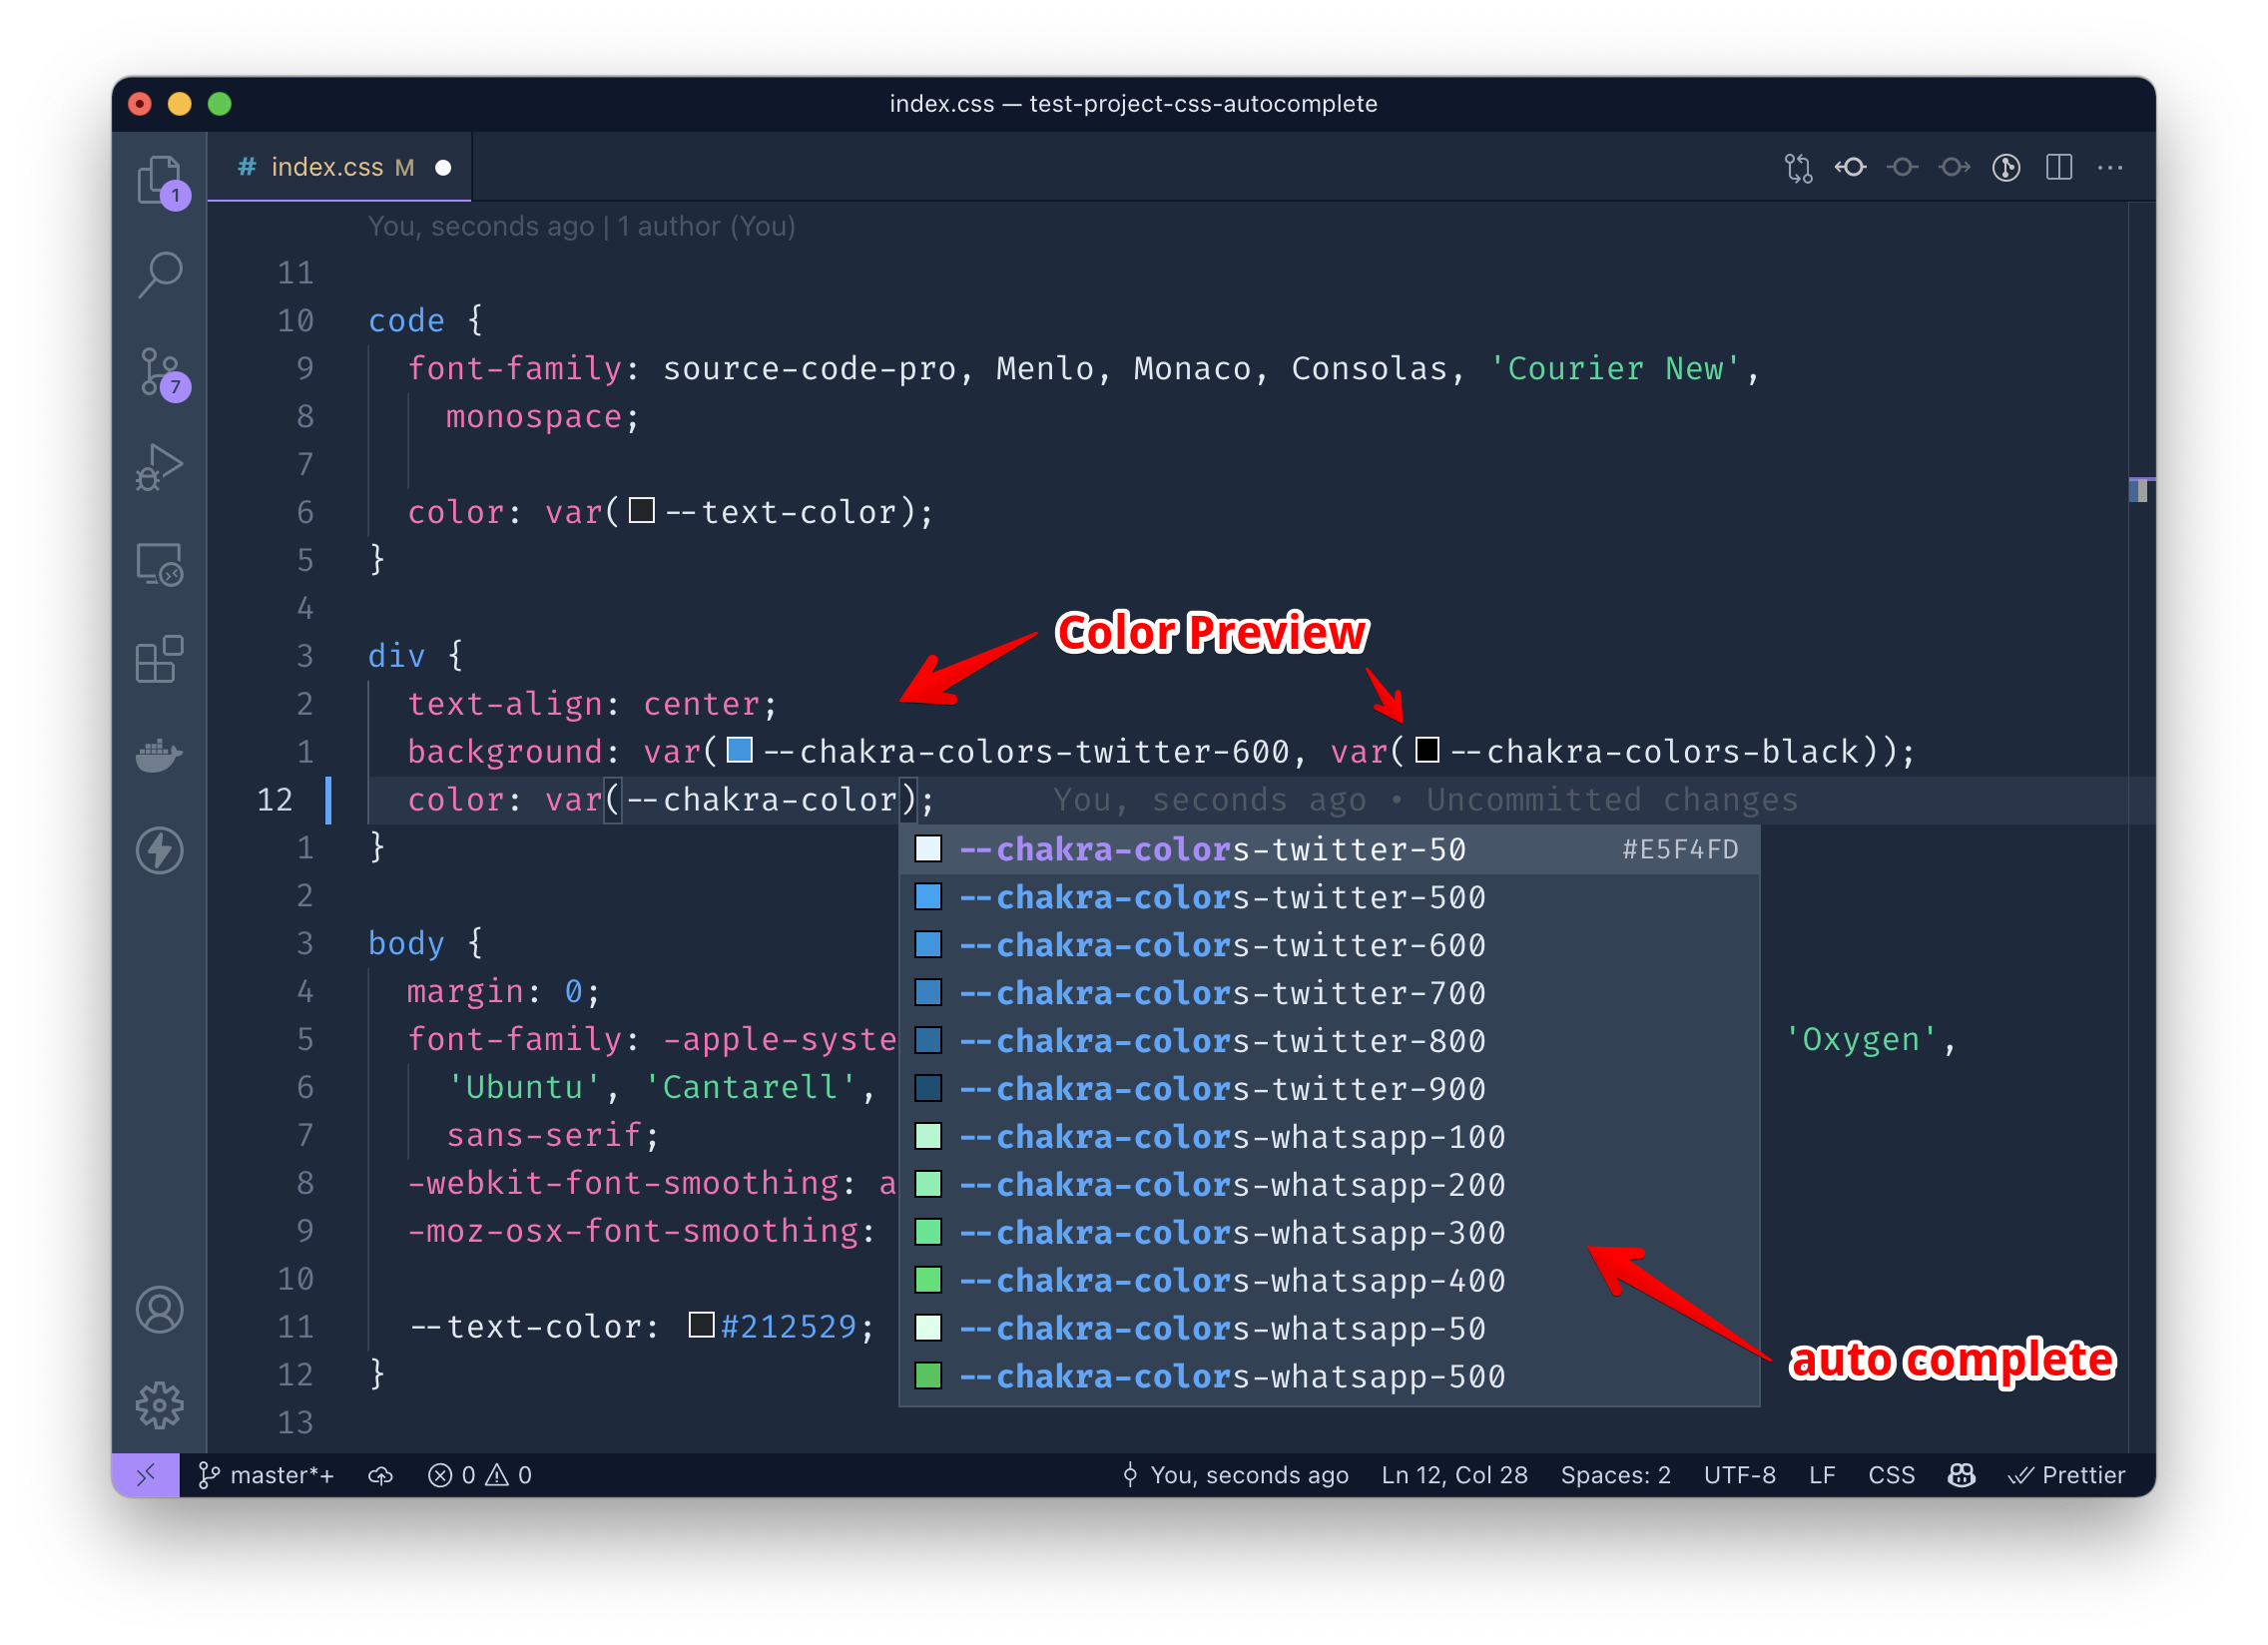 index.css — test-project-css-autocomplete
# index.css M
1
7
You, seconds ago | 1 author (You)
11
10 code {
9 font-family: source-code-pro, Menlo, Monaco, Consolas, 'Courier New',
8 monospace;
7
6 color: var(--text-color);
5 }
4
Color Preview
3 div {
2 text-align: center;
1 background: var(--chakra-colors-twitter-600, var(--chakra-colors-black));
12 color: var(--chakra-color); You, seconds ago • Uncommitted changes
1 }
2
3 body {
4 margin: 0;
5 font-family: -apple-syste 'Oxygen',
6 'Ubuntu', 'Cantarell',
7 sans-serif;
8 -webkit-font-smoothing: a
9 -moz-osx-font-smoothing:
10
11 --text-color: #212529;
12 }
13
--chakra-colors-twitter-50 #E5F4FD
--chakra-colors-twitter-500
--chakra-colors-twitter-600
--chakra-colors-twitter-700
--chakra-colors-twitter-800
--chakra-colors-twitter-900
--chakra-colors-whatsapp-100
--chakra-colors-whatsapp-200
--chakra-colors-whatsapp-300
--chakra-colors-whatsapp-400
--chakra-colors-whatsapp-50
--chakra-colors-whatsapp-500
auto complete
master*+ 0 0 You, seconds ago Ln 12, Col 28 Spaces: 2 UTF-8 LF CSS Prettier